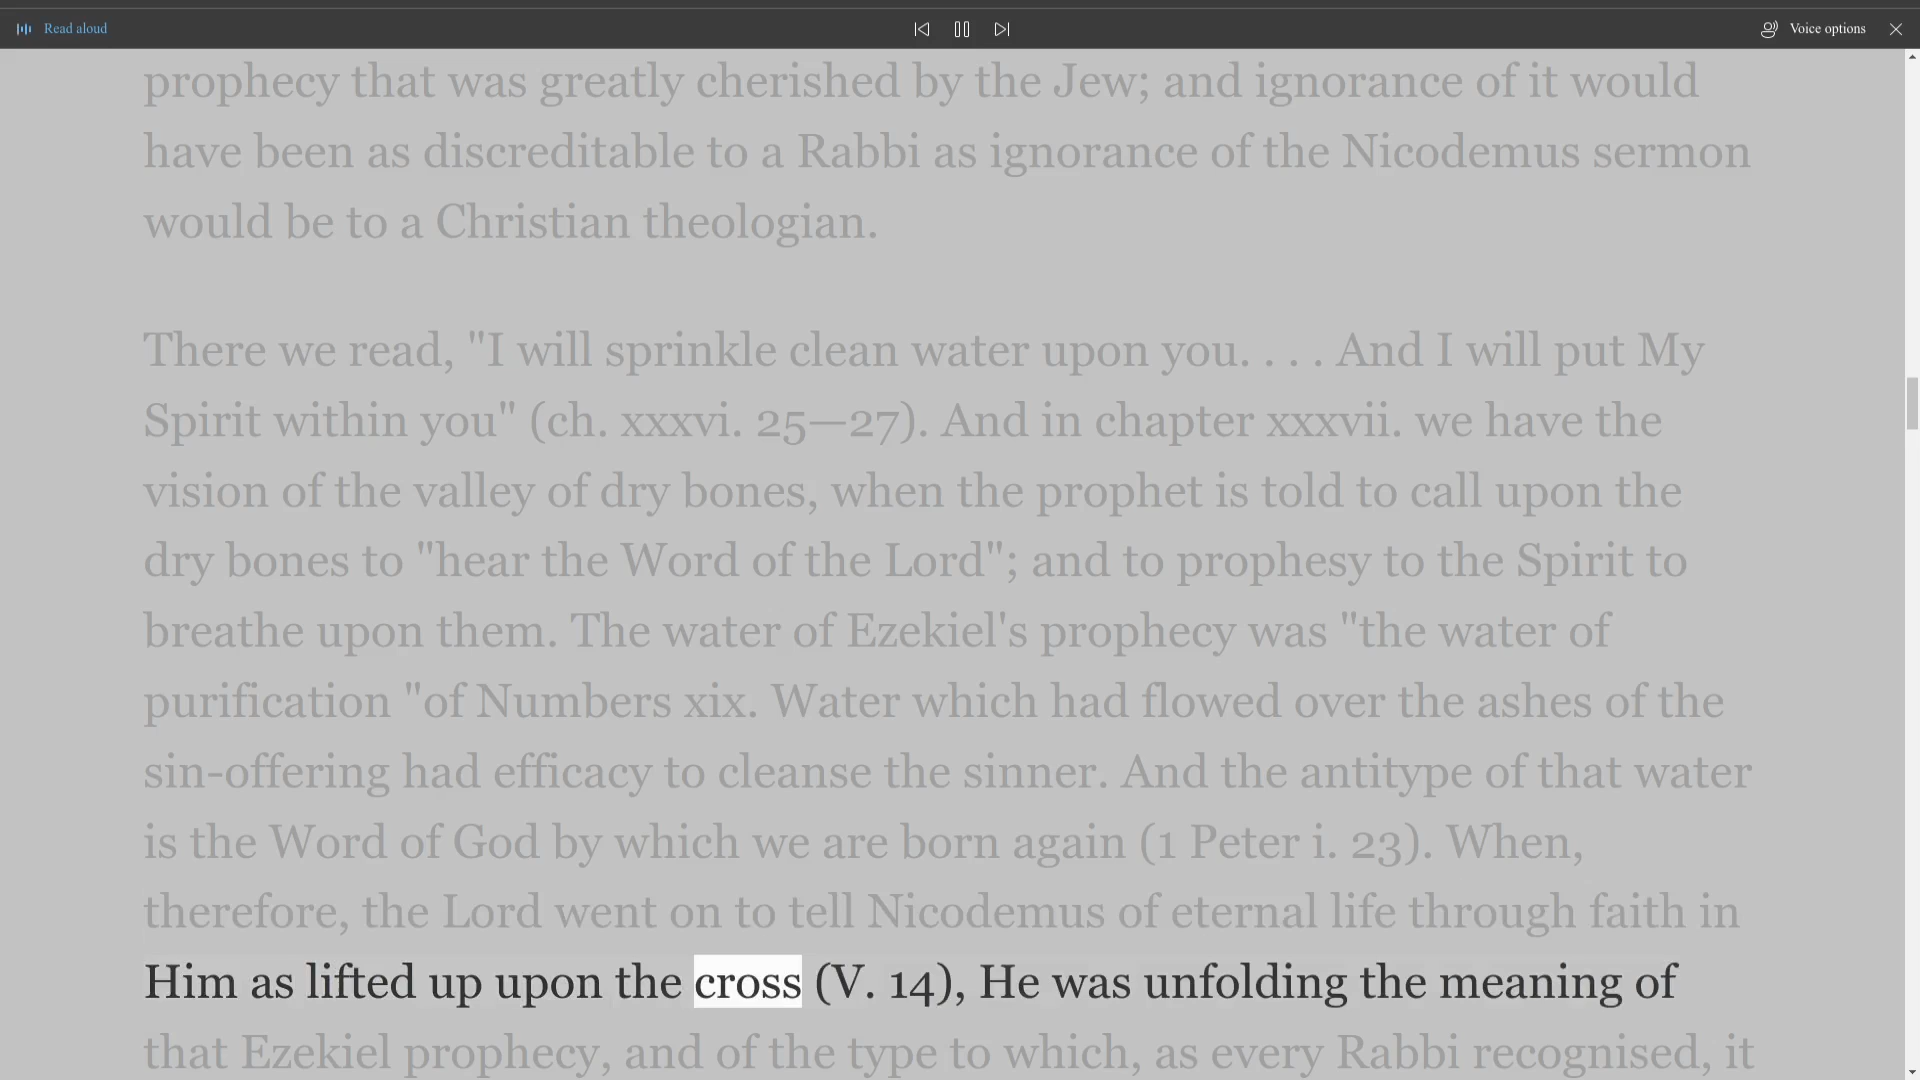 Read aloud
Voice options
prophecy that was greatly cherished by the Jew; and ignorance of it would
have been as discreditable to a Rabbi as ignorance of the Nicodemus sermon
would be to a Christian theologian.
There we read, "I will sprinkle clean water upon you. . . . And I will put My
Spirit within you" (ch. xxxvi. 25—27). And in chapter xxxvii. we have the
vision of the valley of dry bones, when the prophet is told to call upon the
dry bones to "hear the Word of the Lord"; and to prophesy to the Spirit to
breathe upon them. The water of Ezekiel's prophecy was "the water of
purification "of Numbers xix. Water which had flowed over the ashes of the
sin-offering had efficacy to cleanse the sinner. And the antitype of that water
is the Word of God by which we are born again (1 Peter i. 23). When,
therefore, the Lord went on to tell Nicodemus of eternal life through faith in
Him as lifted up upon the cross (V. 14), He was unfolding the meaning of
that Ezekiel prophecy, and of the type to which, as every Rabbi recognised, it